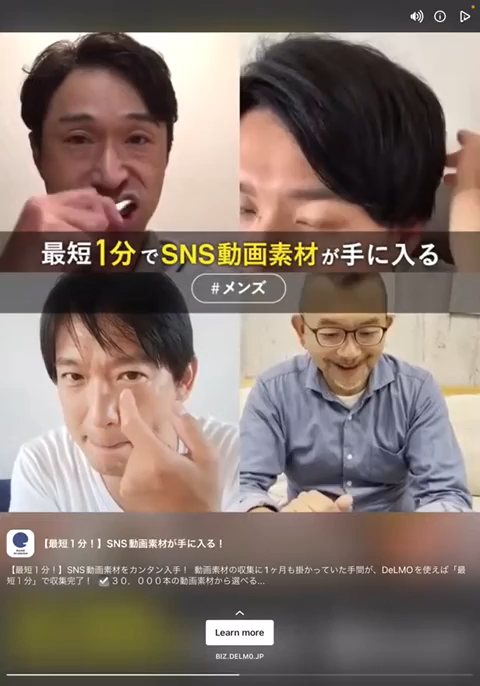 最短1分でSNS動画素材が手に入る
#メンズ
【最短1分！】SNS動画素材が手に入る！
【最短1分！】SNS動画素材をカンタン入手！ 動画素材の収集に1ヶ月も掛かっていた手間が、DeLMOを使えば「最
短1分」で収集完了！ ✅30，000本の動画素材から選べる...
Learn more
BIZ.DELMO.JP